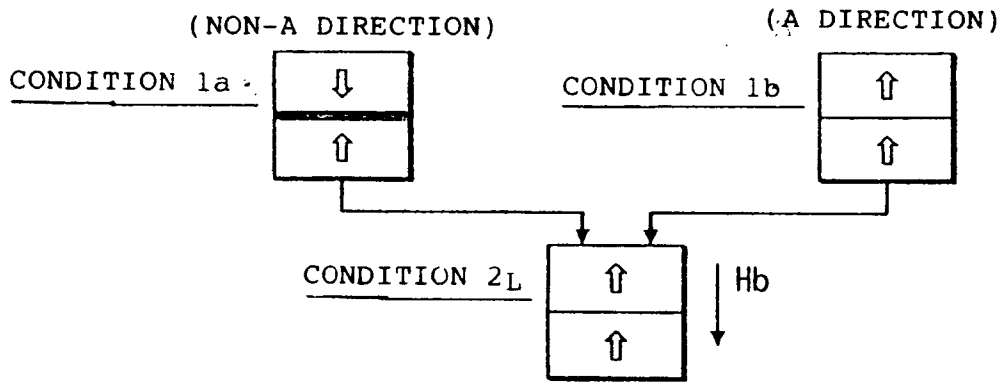 (NON-A DIRECTION)
(A DIRECTION)
CONDITION 1a
CONDITION 1b
CONDITION 2L
Hb